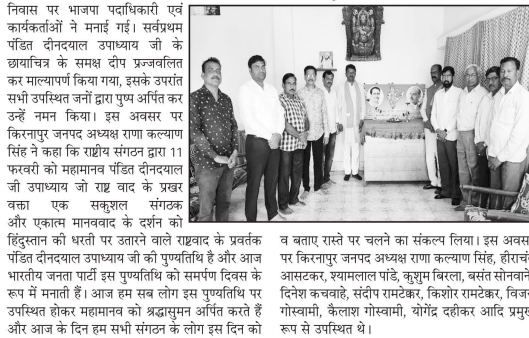 निवास पर भाजपा पदाधिकारी एवं
कार्यकर्ताओं ने मनाई गई। सर्वप्रथम
पंडित दीनदयाल उपाध्याय जी के
छायाचित्र के समक्ष दीप प्रज्जवलित
कर माल्यापर्ण किया गया, इसके उपरांत
सभी उपस्थित जनों द्वारा पुष्प अर्पित कर
उन्हें नमन किया। इस अवसर पर
किरनापुर जनपद अध्यक्ष राणा कल्याण
सिंह ने कहा कि राष्टीय संगठन द्वारा 11
फरवरी को महामानव पंडित दीनदयाल
जी उपाध्याय जो राष्ट वाद के प्रखर
वक्ता एक सकुशल संगठक
और एकात्म मानववाद के दर्शन को
हिंदुस्तान की धरती पर उतारने वाले राष्टवाद के प्रवर्तक
पंडित दीनदयाल उपाध्याय जी की पुण्यतिथि है और आज
भारतीय जनता पार्टी इस पुण्यतिथि को समर्पण दिवस के
रूप में मनाती हैं। आज हम सब लोग इस पुण्यतिथि पर
उपस्थित होकर महामानव को श्रद्धासुमन अर्पित करते हैं
और आज के दिन हम सभी संगठन के लोग इस दिन को
व बताए रास्ते पर चलने का संकल्प लिया। इस अवस
पर किरनापुर जनपद अध्यक्ष राणा कल्याण सिंह, हीराचं
आसटकर, श्यामलाल पांडे, कुशुम बिरला, बसंत सोवाने
दिनेश कचवाहे, संदीप रामटेक्कर, किशोर रामटेक्कर, विजन
गोस्वामी, कैलाश गोस्वामी, योगेंद्र दहीकर आदि प्रमुख
रूप से उपस्थित थे।